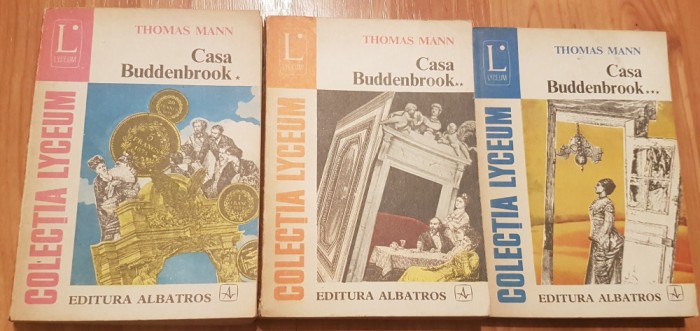 L
LYCEUM
THOMAS MANN
Casa
Buddenbrook.
COLECȚIA LYCEUM
EDITURA ALBATROS
L
LYCEUM
THOMAS MANN
Casa
Buddenbrook..
COLECȚIA LYCEUM
EDITURA ALBATROS
L
LYCEUM
THOMAS MANN
Casa
Buddenbrook...
COLECȚIA LYCEUM
EDITURA ALBATROS